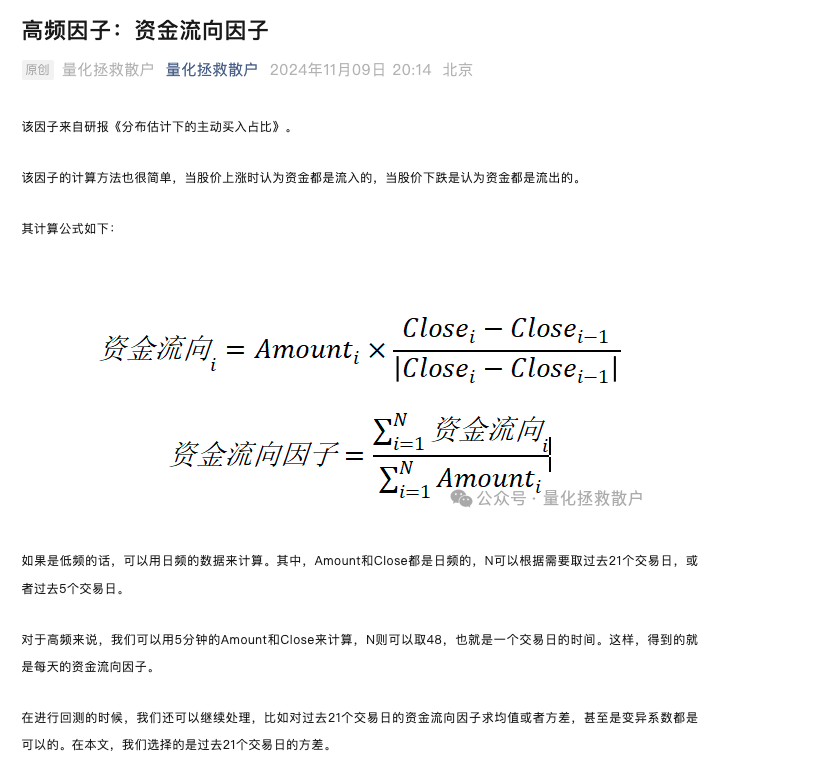 高频因子：资金流向因子
原创 量化拯救散户 量化拯救散户 2024年11月09日 20:14 北京
该因子来自研报《分布估计下的主动买入占比》。
该因子的计算方法也很简单，当股价上涨时认为资金都是流入的，当股价下跌是认为资金都是流出的。
其计算公式如下：
资金流向_i = Amount_i × (Close_i − Close_{i−1}) / |Close_i − Close_{i−1}|
资金流向因子 = ∑_{i=1}^{N} 资金流向_i / ∑_{i=1}^{N} Amount_i
公众号 · 量化拯救散户
如果是低频的话，可以用日频的数据来计算。其中，Amount和Close都是日频的，N可以根据需要取过去21个交易日，或
者过去5个交易日。
对于高频来说，我们可以用5分钟的Amount和Close来计算，N则可以取48，也就是一个交易日的时间。这样，得到的就
是每天的资金流向因子。
在进行回测的时候，我们还可以继续处理，比如对过去21个交易日的资金流向因子求均值或者方差，甚至是变异系数都是
可以的。在本文，我们选择的是过去21个交易日的方差。